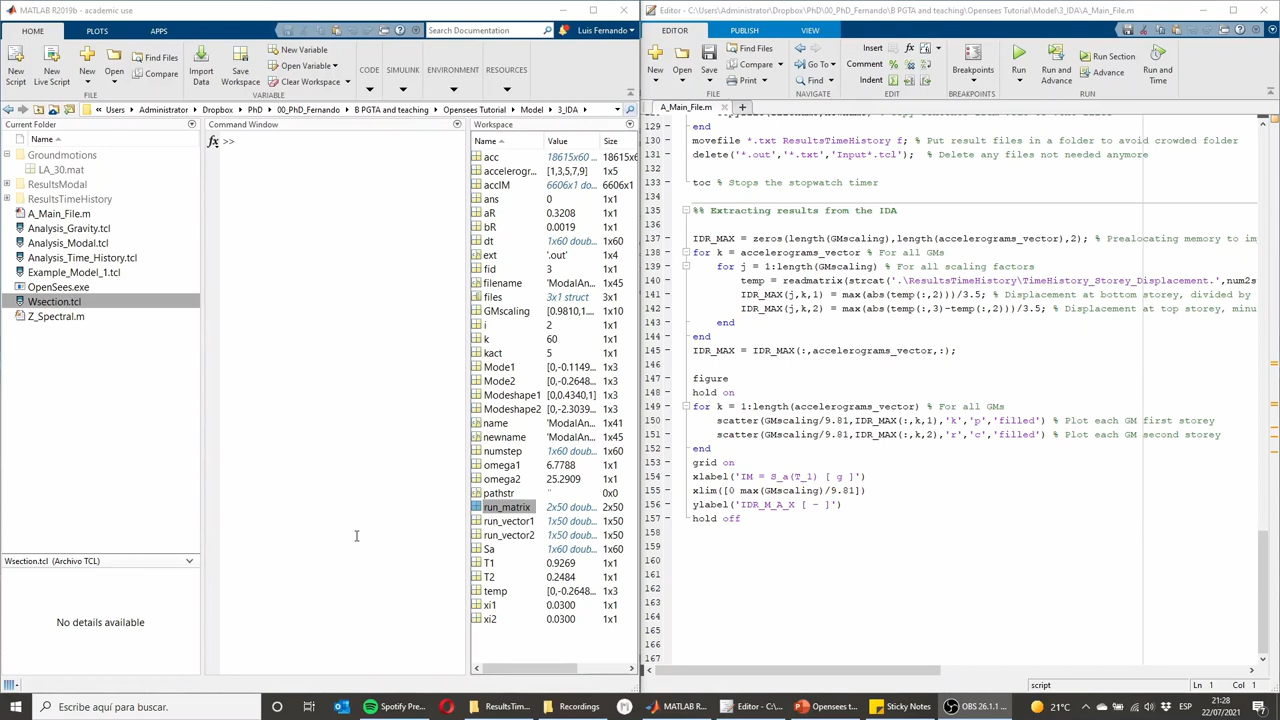 MATLAB R2019b - academic use
HOME PLOTS APPS
Search Documentation
Luis Fernando
New Script
New Live Script
New
Open
Find Files
Compare
Import Data
Save Workspace
New Variable
Open Variable
Clear Workspace
CODE
SIMULINK
ENVIRONMENT
RESOURCES
FILE
VARIABLE
Users Administrator Dropbox PhD 00_PhD_Fernando B PGTA and teaching Opensees Tutorial Model 3_IDA
Current Folder
Name
Groundmotions
LA_30.mat
ResultsModal
ResultsTimeHistory
A_Main_File.m
Analysis_Gravity.tcl
Analysis_Modal.tcl
Analysis_Time_History.tcl
Example_Model_1.tcl
OpenSees.exe
Wsection.tcl
Z_Spectral.m
Wsection.tcl (Archivo TCL)
No details available
Command Window
fx >>
Workspace
Name Value Size
acc 18615x60 ... 18615x6
accelerogr... [1,3,5,7,9] 1x5
accIM 6606x1 do... 6606x1
ans 0 1x1
aR 0.3208 1x1
bR 0.0019 1x1
dt 1x60 doub... 1x60
ext '.out' 1x4
fid 3 1x1
filename 'ModalAn... 1x45
files 3x1 struct 3x1
GMscaling [0.9810,1.... 1x10
i 2 1x1
k 60 1x1
kact 5 1x1
Mode1 [0,-0.1149... 1x3
Mode2 [0,-0.2648... 1x3
Modeshape1 [0,0.4340,1] 1x3
Modeshape2 [0,-2.3039... 1x3
name 'ModalAn... 1x41
newname 'ModalAn... 1x45
numstep 1x60 doub... 1x60
omega1 6.7788 1x1
omega2 25.2909 1x1
pathstr '' 0x0
run_matrix 2x50 doub... 2x50
run_vector1 1x50 doub... 1x50
run_vector2 1x50 doub... 1x50
Sa 1x60 doub... 1x60
T1 0.9269 1x1
T2 0.2484 1x1
temp [0,-0.2648... 1x3
xi1 0.0300 1x1
xi2 0.0300 1x1
Editor - C:\Users\Administrator\Dropbox\PhD\00_PhD_Fernando\B PGTA and teaching\Opensees Tutorial\Model\3_IDA\A_Main_File.m
EDITOR PUBLISH VIEW
New
Open
Save
Find Files
Compare
Print
Go To
Find
Insert
Comment
Indent
Breakpoints
Run
Run and Advance
Run Section
Advance
Run and Time
FILE
NAVIGATE
EDIT
BREAKPOINTS
RUN
A_Main_File.m
129 end
130 movefile *.txt ResultsTimeHistory f; % Put result files in a folder to avoid crowded folder
131 delete('*.out','*.txt','Input*.tcl'); % Delete any files not needed anymore
132
133 toc % Stops the stopwatch timer
135 %% Extracting results from the IDA
136
137 IDR_MAX = zeros(length(GMscaling),length(accelerograms_vector),2); % Prealocating memory to im
138 for k = accelerograms_vector % For all GMs
139 for j = 1:length(GMscaling) % For all scaling factors
140 temp = readmatrix(strcat('.\ResultsTimeHistory\TimeHistory_Storey_Displacement.',num2s
141 IDR_MAX(j,k,1) = max(abs(temp(:,2)))/3.5; % Displacement at bottom storey, divided by
142 IDR_MAX(j,k,2) = max(abs(temp(:,3)-temp(:,2)))/3.5; % Displacement at top storey, minu
143 end
144 end
145 IDR_MAX = IDR_MAX(:,accelerograms_vector,:);
146
147 figure
148 hold on
149 for k = 1:length(accelerograms_vector) % For all GMs
150 scatter(GMscaling/9.81,IDR_MAX(:,k,1),'k','p','filled') % Plot each GM first storey
151 scatter(GMscaling/9.81,IDR_MAX(:,k,2),'r','c','filled') % Plot each GM second storey
152 end
153 grid on
154 xlabel('IM = S_a(T_1) [ g ]')
155 xlim([0 max(GMscaling)/9.81])
156 ylabel('IDR_M_A_X [ - ]')
157 hold off
158
159
160
161
162
163
164
165
166
167
script
Ln 1 Col 1
Escribe aquí para buscar.
Spotify Pre...
ResultsTim...
Recordings
MATLAB R...
Editor - C:\...
Opensees t...
Sticky Notes
OBS 26.1.1 ...
21°C
ESP
21:28
22/07/2021